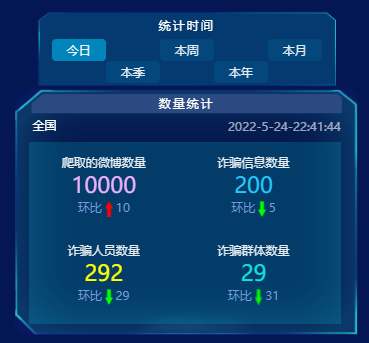 统计时间
今日 本周 本月
本季 本年
数量统计
全国 2022-5-24-22:41:44
爬取的微博数量 诈骗信息数量
10000 200
环比 10 环比 5
诈骗人员数量 诈骗群体数量
292 29
环比 29 环比 31